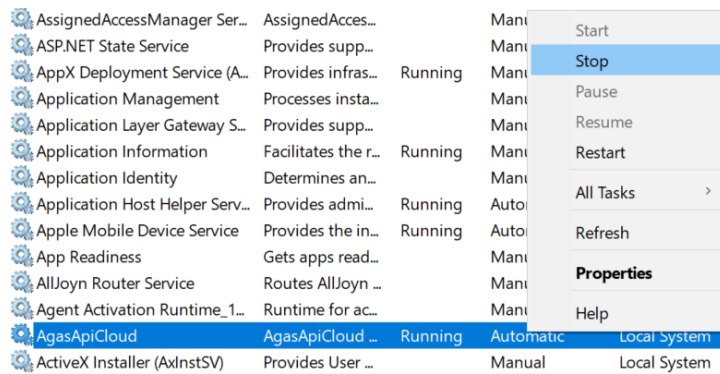 AssignedAccessManager Ser... AssignedAcces... Manu
Start
ASP.NET State Service Provides supp... Manu
Stop
AppX Deployment Service (A... Provides infras... Running Manu
Pause
Application Management Processes insta... Manu
Resume
Application Layer Gateway S... Provides supp... Manu
Restart
Application Information Facilitates the r... Running Manu
Application Identity Determines an... Manu
All Tasks
Application Host Helper Serv... Provides admi... Running Autor
Apple Mobile Device Service Provides the in... Running Autor
Refresh
App Readiness Gets apps read... Manu
Properties
AllJoyn Router Service Routes AllJoyn ... Manu
Agent Activation Runtime_1... Runtime for ac... Manu
Help
AgasApiCloud AgasApiCloud ... Running Automatic Local System
ActiveX Installer (AxInstSV) Provides User ... Manual Local System